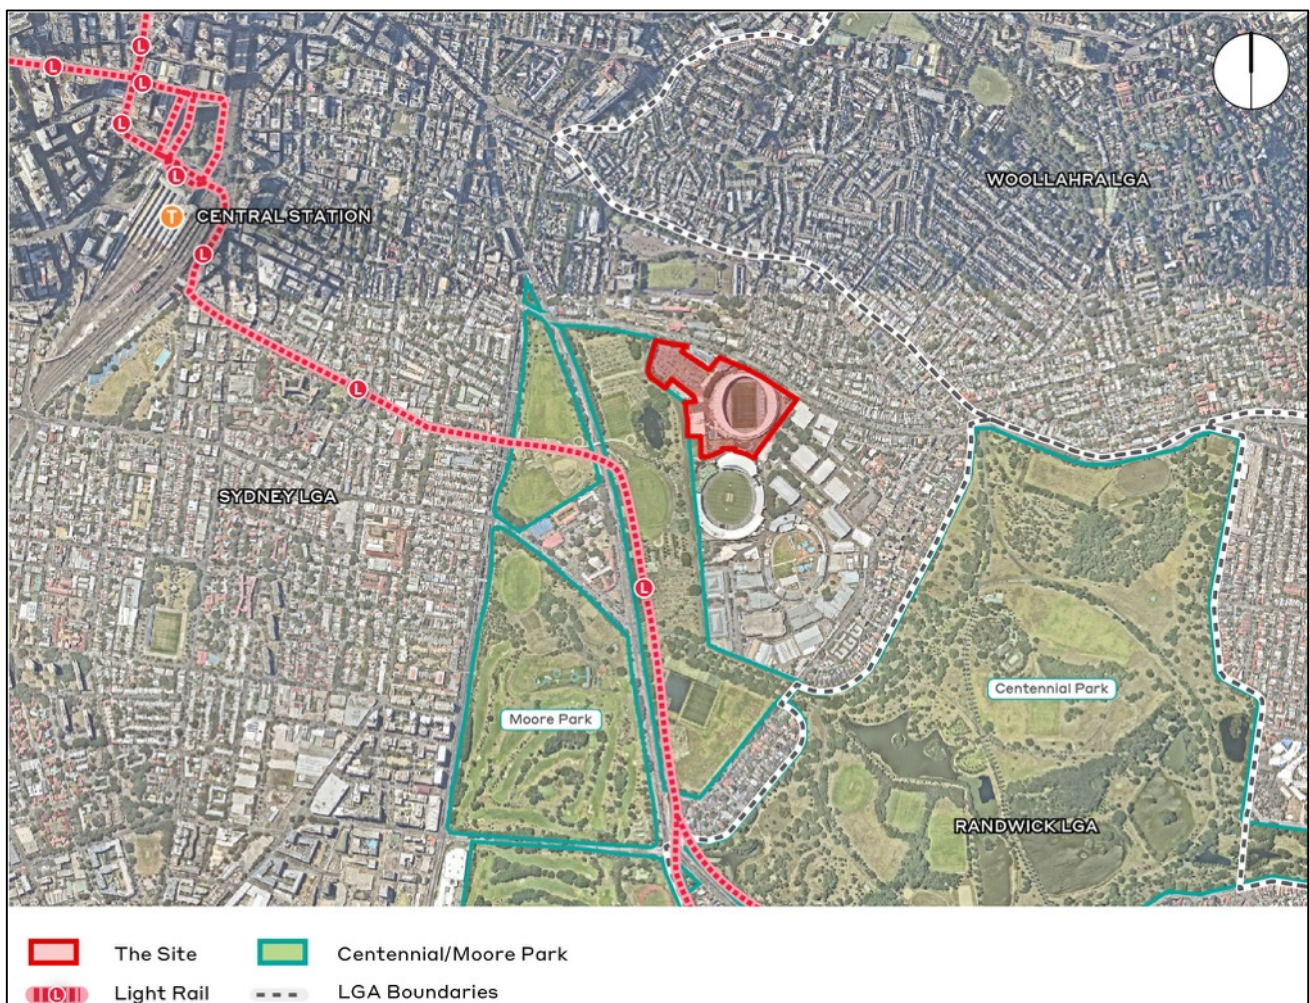 L
L
L
L
L
WOOLLAHRA LGA
T CENTRAL STATION
L
L
SYDNEY LGA
L
Centennial Park
Moore Park
RANDWICK LGA
The Site
Centennial/Moore Park
L Light Rail
LGA Boundaries